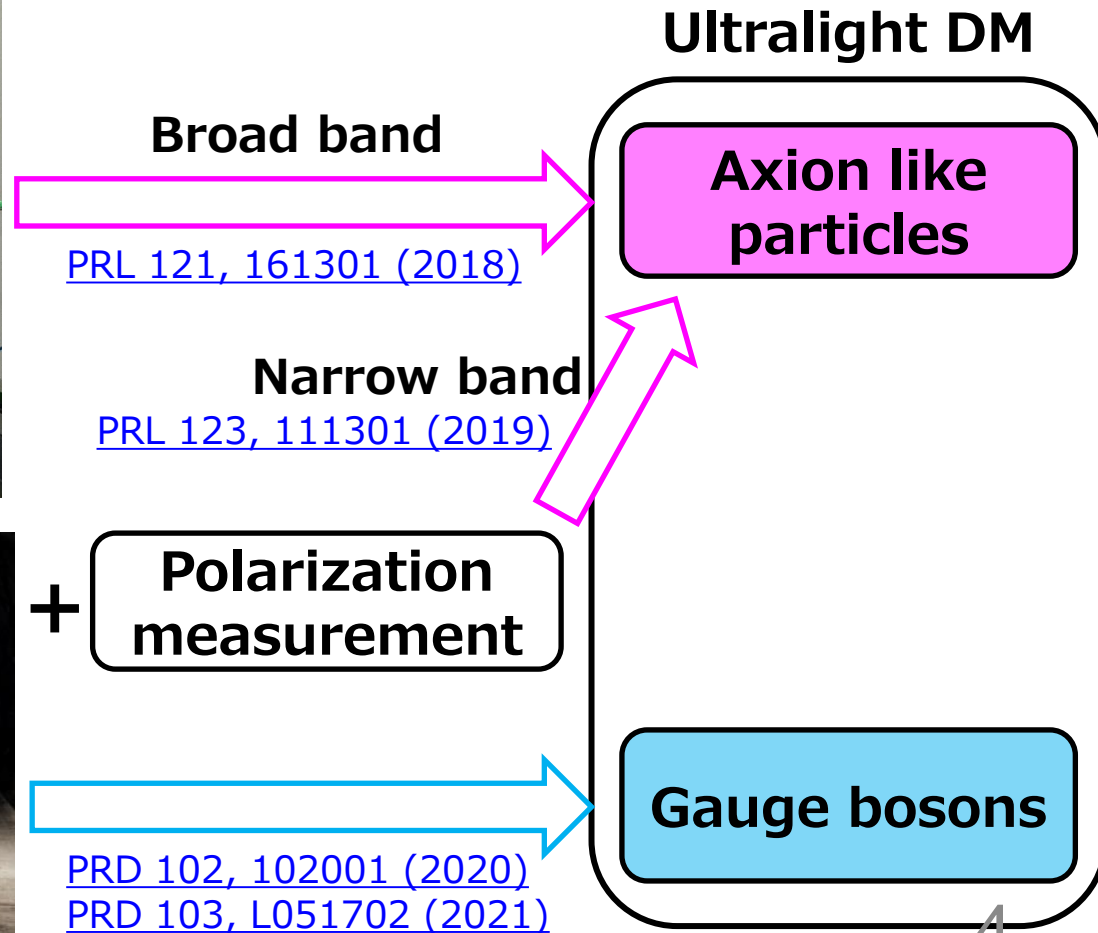 Ultralight DM
Broad band
Axion like
particles
PRL 121, 161301 (2018)
Narrow band
PRL 123, 111301 (2019)
+
Polarization
measurement
Gauge bosons
PRD 102, 102001 (2020)
PRD 103, L051702 (2021)
4